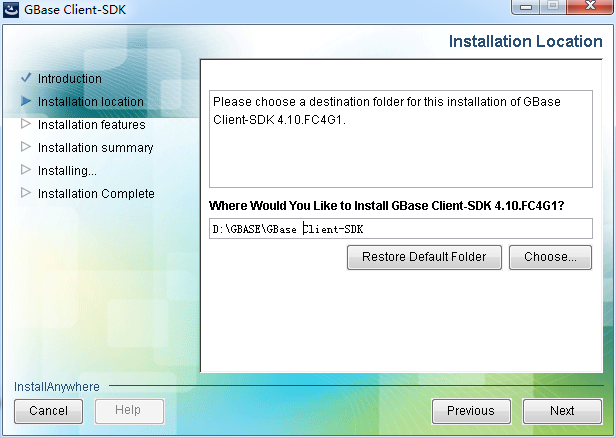 GBase Client-SDK
Installation Location
Introduction
Installation location
Installation features
Installation summary
Installing...
Installation Complete
Please choose a destination folder for this installation of GBase
Client-SDK 4.10.FC4G1.
Where Would You Like to Install GBase Client-SDK 4.10.FC4G1?
D:\GBASE\GBase Client-SDK
Restore Default Folder
Choose...
InstallAnywhere
Cancel
Help
Previous
Next